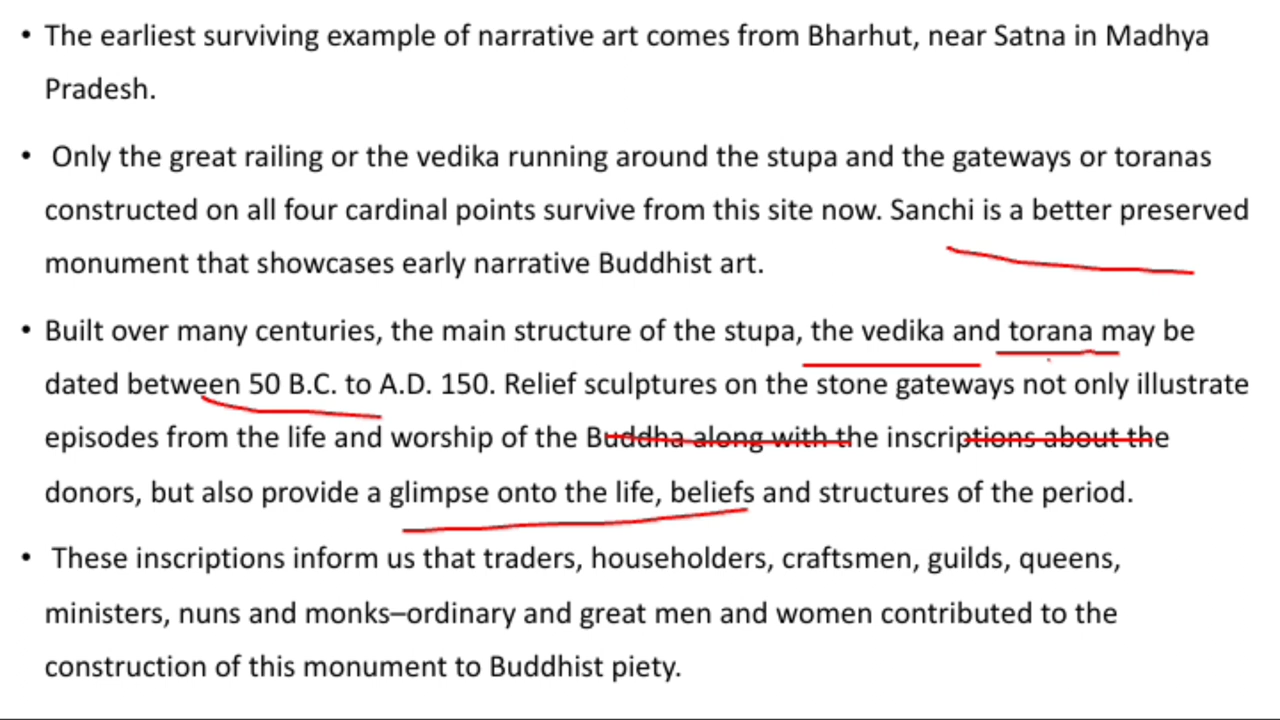 • The earliest surviving example of narrative art comes from Bharhut, near Satna in Madhya
Pradesh.
• Only the great railing or the vedika running around the stupa and the gateways or toranas
constructed on all four cardinal points survive from this site now. Sanchi is a better preserved
monument that showcases early narrative Buddhist art.
• Built over many centuries, the main structure of the stupa, the vedika and torana may be
dated between 50 B.C. to A.D. 150. Relief sculptures on the stone gateways not only illustrate
episodes from the life and worship of the Buddha along with the inscriptions about the
donors, but also provide a glimpse onto the life, beliefs and structures of the period.
• These inscriptions inform us that traders, householders, craftsmen, guilds, queens,
ministers, nuns and monks–ordinary and great men and women contributed to the
construction of this monument to Buddhist piety.